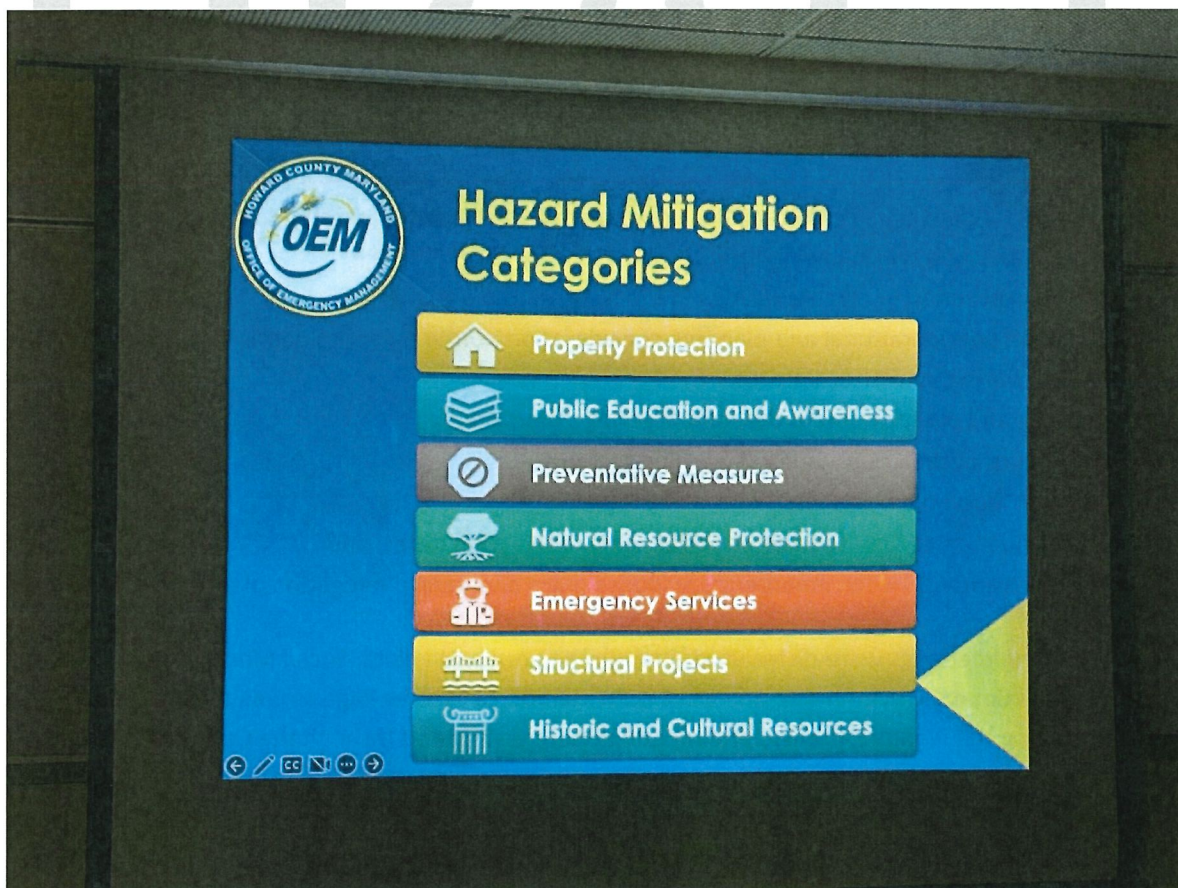 HOWARD COUNTY MARYLAND
OEM
OFFICE OF EMERGENCY MANAGEMENT
Hazard Mitigation
Categories
Property Protection
Public Education and Awareness
Preventative Measures
Natural Resource Protection
Emergency Services
Structural Projects
Historic and Cultural Resources
CC